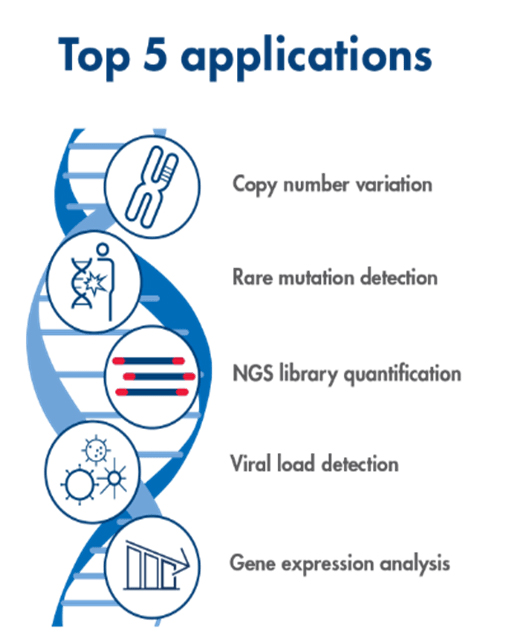 Top 5 applications
Copy number variation
Rare mutation detection
NGS library quantification
Viral load detection
Gene expression analysis